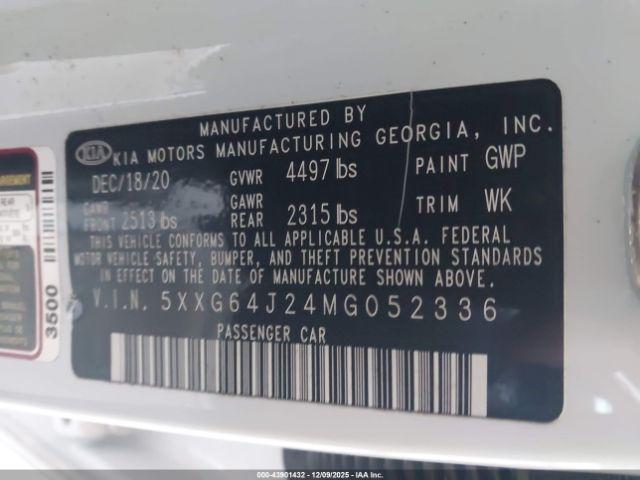 MANUFACTURED BY
KIA KIA MOTORS MANUFACTURING GEORGIA, INC.
DEC/18/20 GVWR 4497 lbs PAINT GWP
GAWR FRONT 2513 lbs GAWR REAR 2315 lbs TRIM WK
THIS VEHICLE CONFORMS TO ALL APPLICABLE U.S.A. FEDERAL
MOTOR VEHICLE SAFETY, BUMPER, AND THEFT PREVENTION STANDARDS
IN EFFECT ON THE DATE OF MANUFACTURE SHOWN ABOVE.
V.I.N. 5XXG64J24MG052336
PASSENGER CAR
REAR
3500
000-43901432 - 12/09/2025 - IAA Inc.